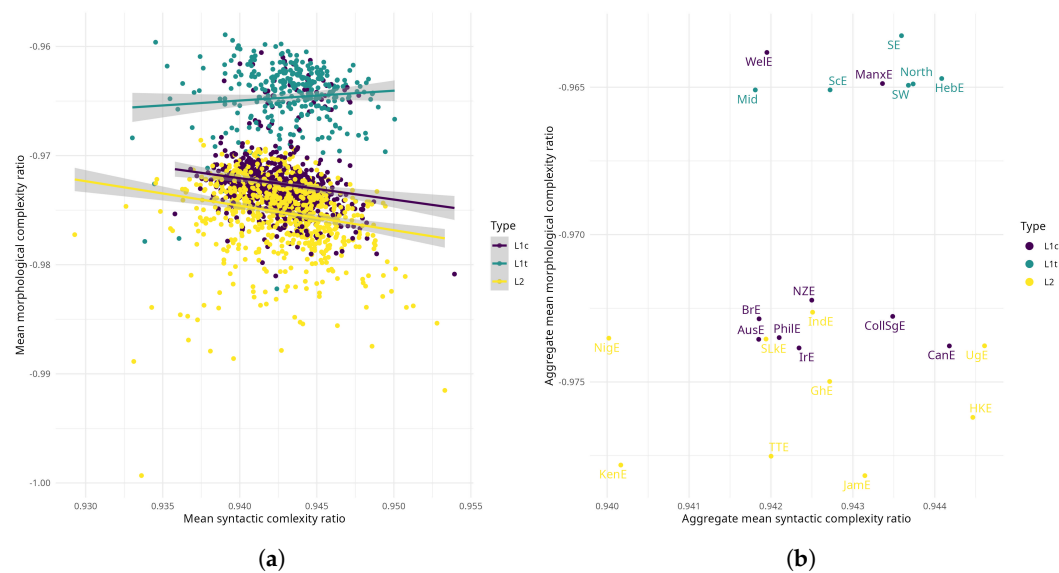 Mean morphological complexity ratio
-0.96
-0.97
-0.98
-0.99
-1.00
0.930
0.935
0.940
0.945
0.950
0.955
Mean syntactic comlexity ratio
Type
L1c
L1t
L2
(a)
Aggregate mean morphological complexity ratio
-0.965
-0.970
-0.975
SE
WelE
ManxE
North
ScE
HebE
Mid
SW
NZE
BrE
IndE
CollSgE
AusE
PhilE
NigE
SLkE
IrE
CanE
UgE
GhE
HKE
TTE
KenE
JamE
0.940
0.941
0.942
0.943
0.944
Aggregate mean syntactic complexity ratio
Type
L1c
L1t
L2
(b)